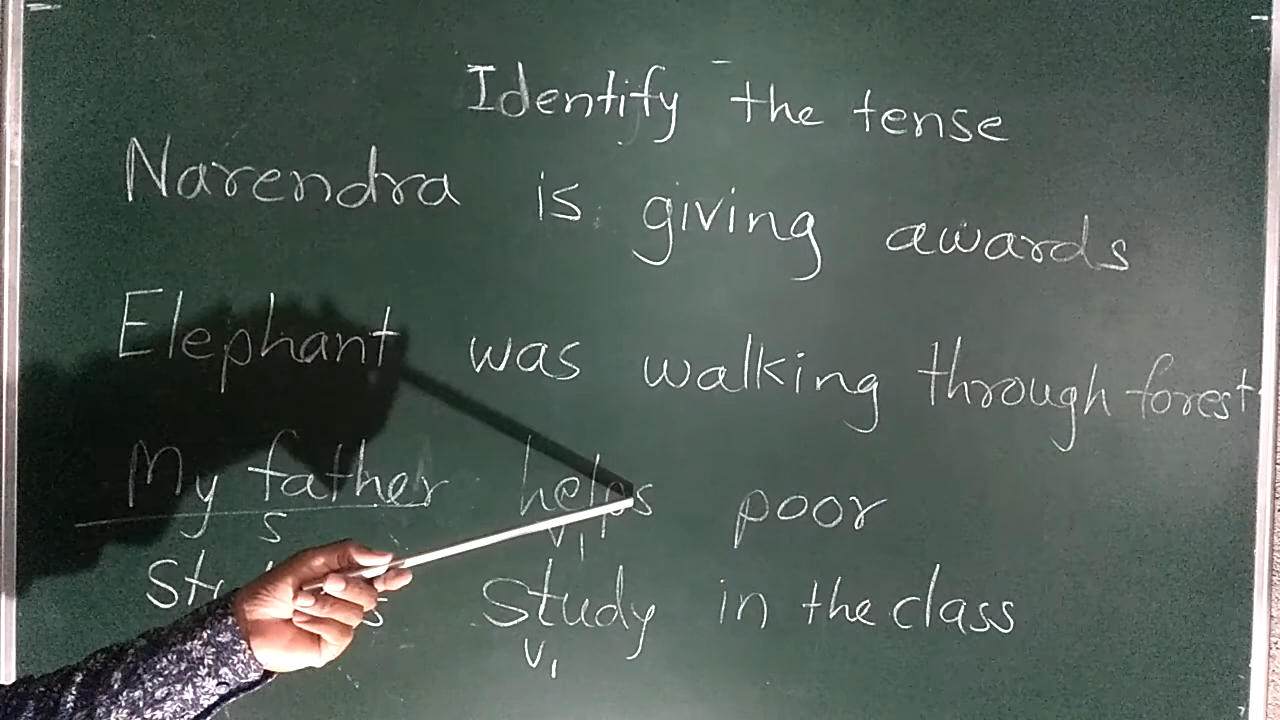 Identify the tense
Narendra is giving awards
Elephant was walking through forest
My father helps poor
S V1
study in the class
V1